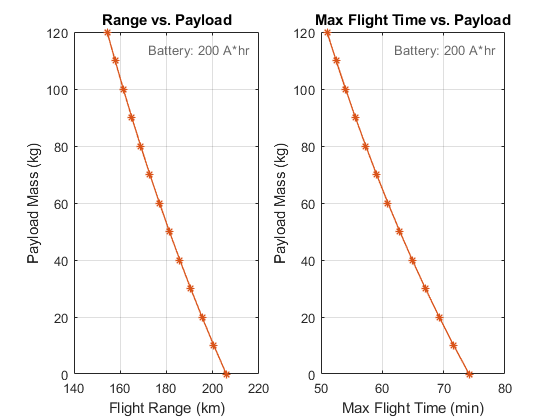 Range vs. Payload
Battery: 200 A*hr
Payload Mass (kg)
120
100
80
60
40
20
0
140
160
180
200
220
Flight Range (km)
Max Flight Time vs. Payload
Battery: 200 A*hr
Payload Mass (kg)
120
100
80
60
40
20
0
50
60
70
80
Max Flight Time (min)